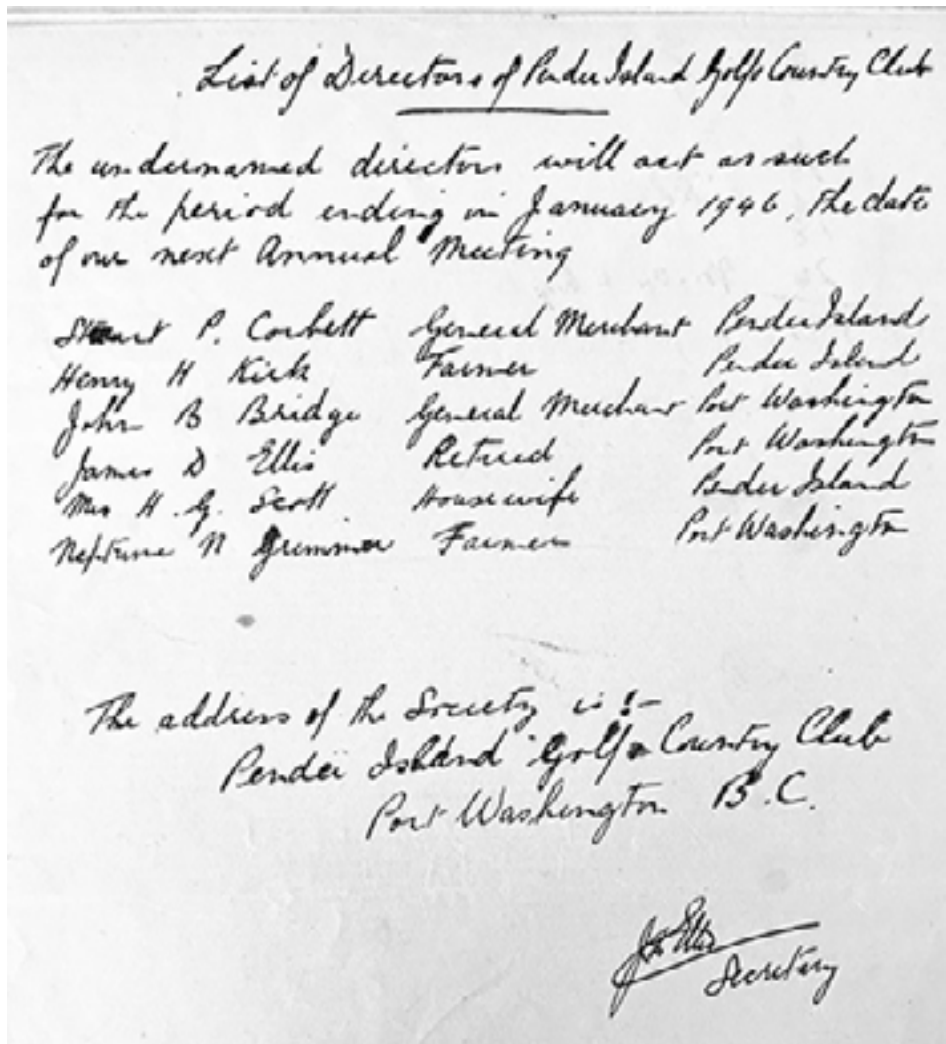 List of Directors of Pender Island Golf & Country Club
The undernamed directors will act as such
for the period ending in January 1946, the date
of our next Annual Meeting
Stuart P. Corbett General Merchant Pender Island
Henry H Kirk Farmer Pender Island
John B Bridge General Merchant Port Washington
James D Ellis Retired Port Washington
Mrs H. G. Scott Housewife Pender Island
Neptune N Grimmer Farmer Port Washington
The address of the Society is :-
Pender Island Golf & Country Club
Port Washington B.C.
J D Ellis
Secretary